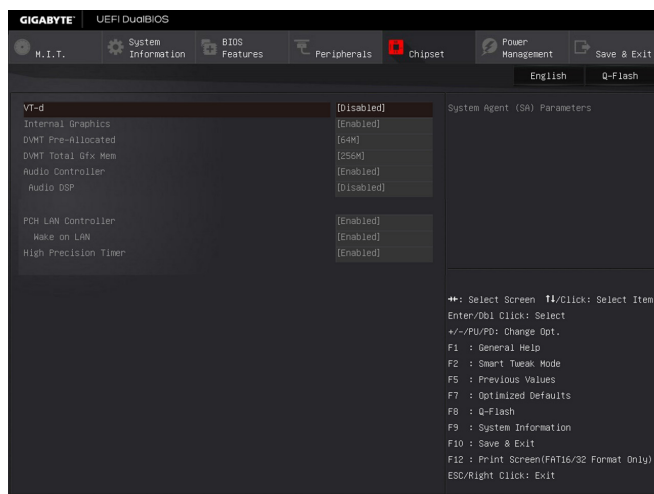 GIGABYTE™ UEFI DualBIOS
M.I.T.
System Information
BIOS Features
Peripherals
Chipset
Power Management
Save & Exit
English Q-Flash
VT-d [Disabled]
Internal Graphics [Enabled]
DVMT Pre-Allocated [64M]
DVMT Total Gfx Mem [256M]
Audio Controller [Enabled]
Audio DSP [Disabled]
PCH LAN Controller [Enabled]
Wake on LAN [Enabled]
High Precision Timer [Enabled]
System Agent (SA) Parameters
→←: Select Screen ↑↓/Click: Select Item
Enter/Dbl Click: Select
+/-/PU/PD: Change Opt.
F1 : General Help
F2 : Smart Tweak Mode
F5 : Previous Values
F7 : Optimized Defaults
F8 : Q-Flash
F9 : System Information
F10 : Save & Exit
F12 : Print Screen(FAT16/32 Format Only)
ESC/Right Click: Exit